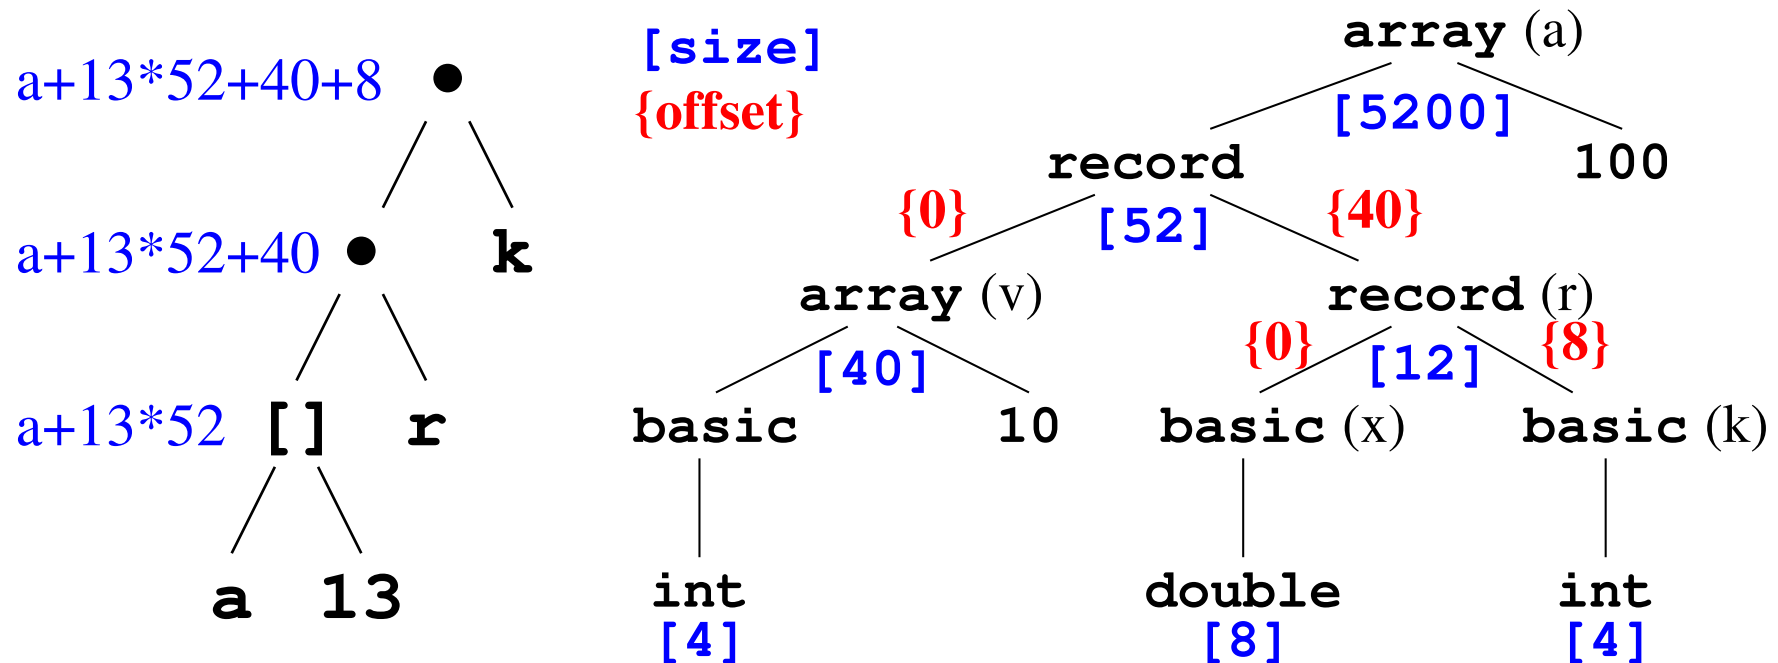 a+13*52+40+8
a+13*52+40 k
a+13*52 [] r
a 13
[size]
{offset}
array (a)
[5200]
record 100
{0} [52] {40}
array (v) record (r)
[40] {0} [12] {8}
basic 10 basic (x) basic (k)
int double int
[4] [8] [4]